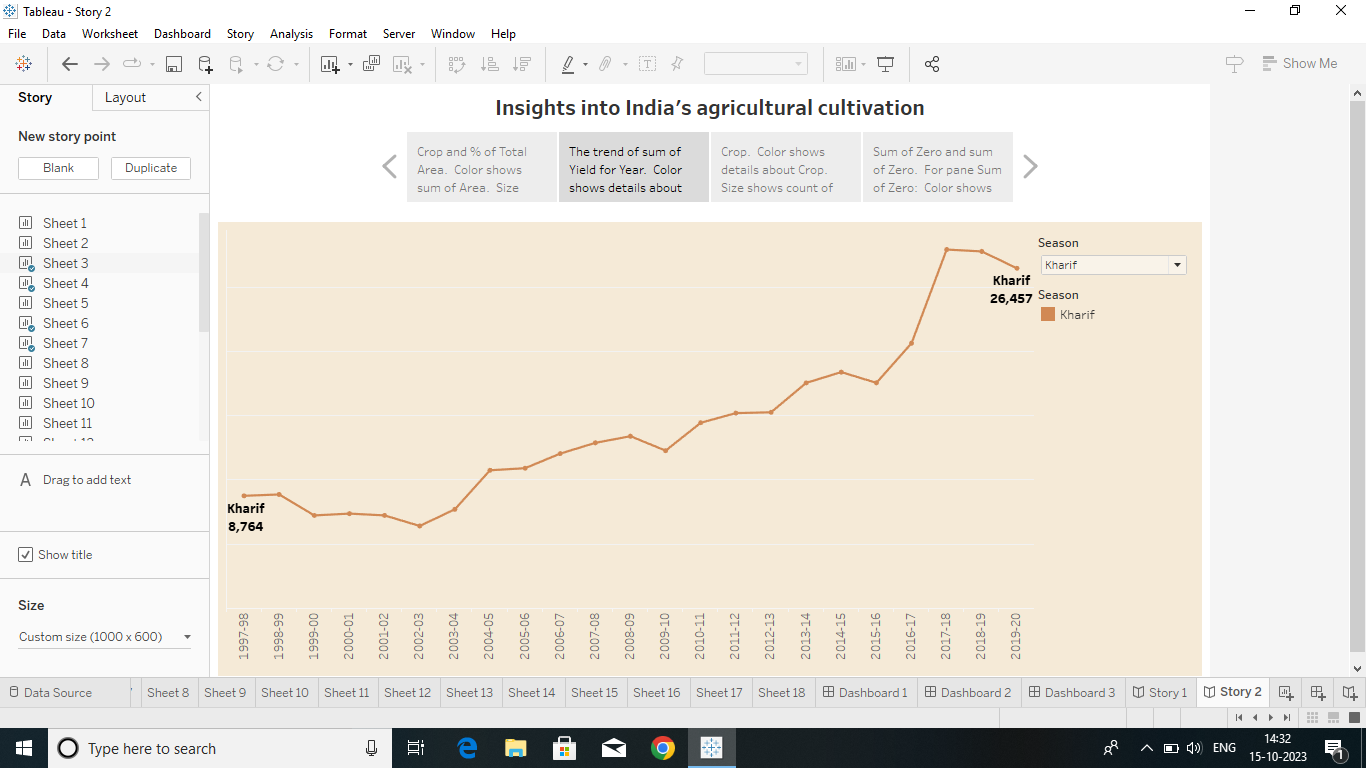 Tableau - Story 2
File Data Worksheet Dashboard Story Analysis Format Server Window Help
Show Me
Story Layout
New story point
Blank Duplicate
Sheet 1
Sheet 2
Sheet 3
Sheet 4
Sheet 5
Sheet 6
Sheet 7
Sheet 8
Sheet 9
Sheet 10
Sheet 11
A Drag to add text
Show title
Size
Custom size (1000 x 600)
Insights into India's agricultural cultivation
Crop and % of Total
Area. Color shows
sum of Area. Size
The trend of sum of
Yield for Year. Color
shows details about
Crop. Color shows
details about Crop.
Size shows count of
Sum of Zero and sum
of Zero. For pane Sum
of Zero: Color shows
Season
Kharif
Season
Kharif
Kharif
26,457
Kharif
8,764
1997-98
1998-99
1999-00
2000-01
2001-02
2002-03
2003-04
2004-05
2005-06
2006-07
2007-08
2008-09
2009-10
2010-11
2011-12
2012-13
2013-14
2014-15
2015-16
2016-17
2017-18
2018-19
2019-20
Data Source Sheet 8 Sheet 9 Sheet 10 Sheet 11 Sheet 12 Sheet 13 Sheet 14 Sheet 15 Sheet 16 Sheet 17 Sheet 18 Dashboard 1 Dashboard 2 Dashboard 3 Story 1 Story 2
Type here to search
ENG
14:32
15-10-2023
1